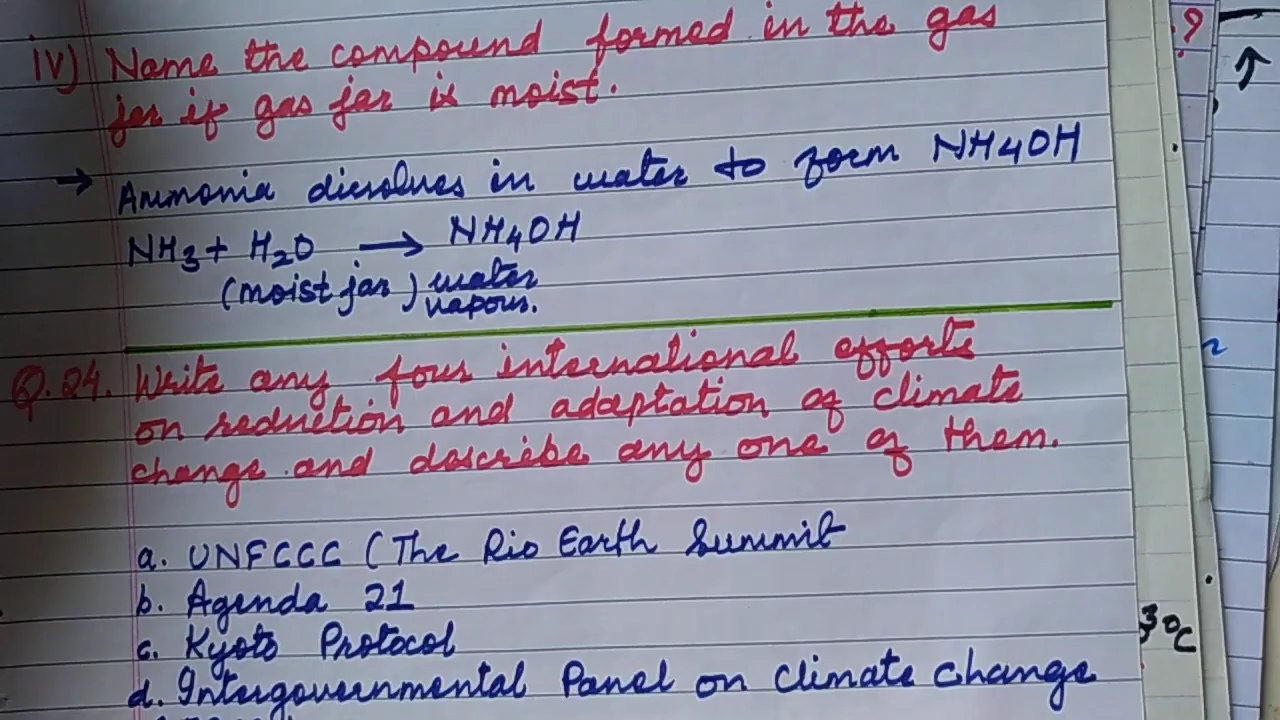 iv) Name the compound formed in the gas
jar if gas jar is moist.
→ Ammonia dissolves in water to form NH4OH
NH3 + H2O → NH4OH
(moist jar) water
vapour.
Q.24. Write any four international efforts
on reduction and adaptation of climate
change and describe any one of them.
a. UNFCCC (The Rio Earth Summit
b. Agenda 21
c. Kyoto Protocol
d. Intergovernmental Panel on Climate Change
?
30c